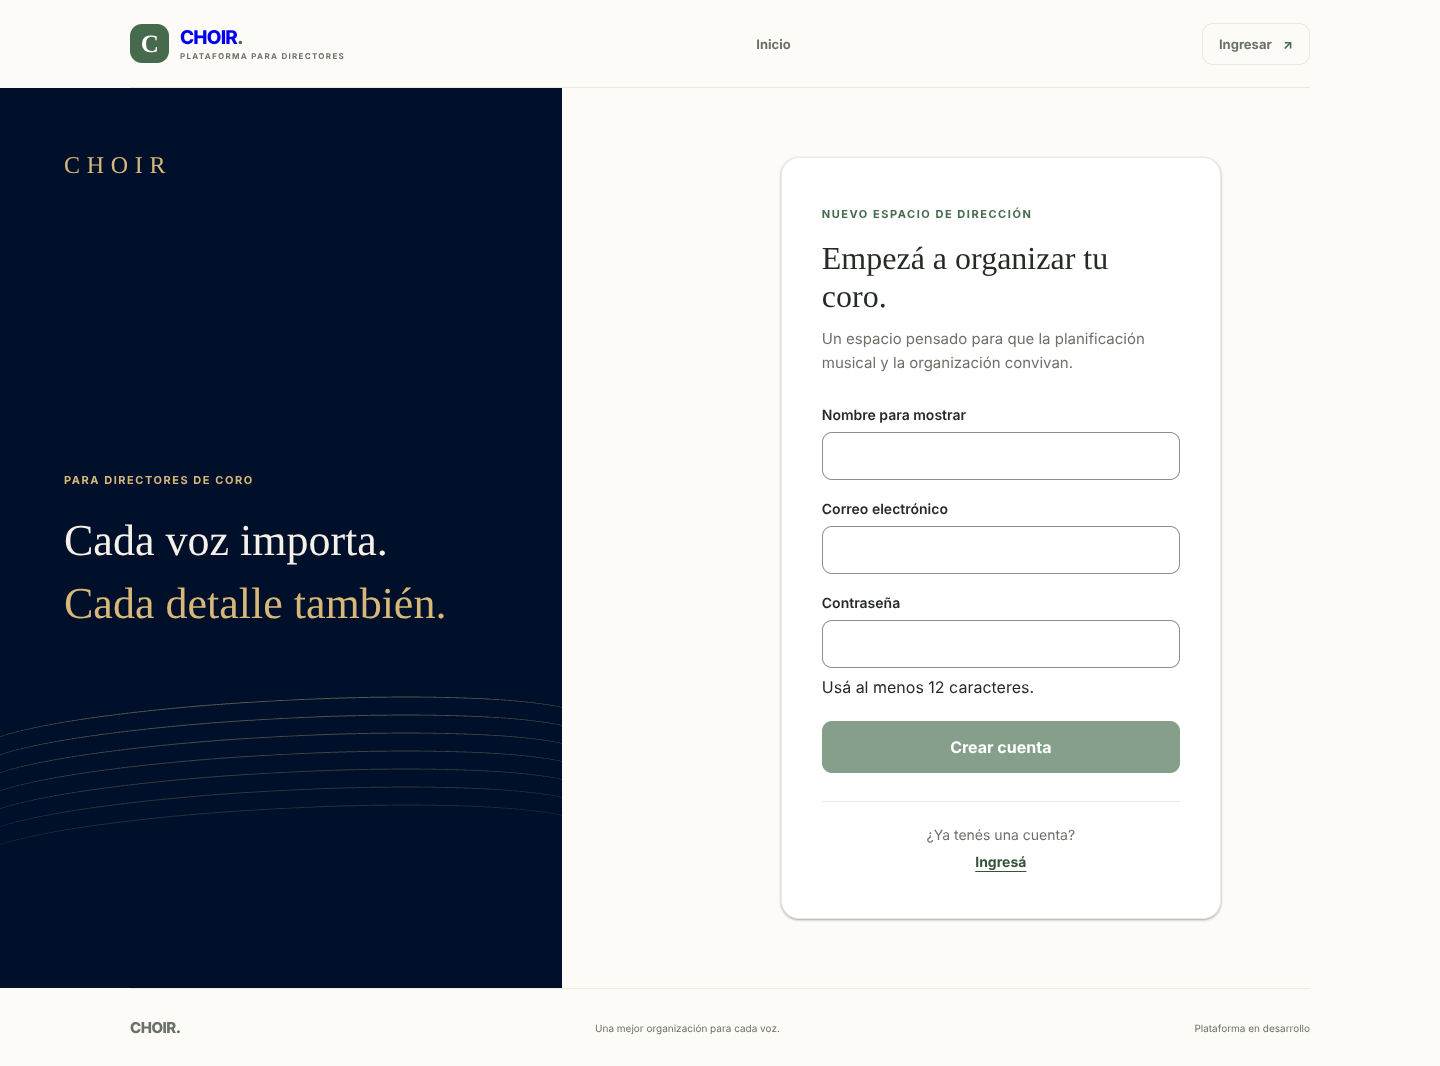 C
CHOIR.
PLATAFORMA PARA DIRECTORES
Inicio
Ingresar
CHOIR
PARA DIRECTORES DE CORO
Cada voz importa.
Cada detalle también.
NUEVO ESPACIO DE DIRECCIÓN
Empezá a organizar tu
coro.
Un espacio pensado para que la planificación
musical y la organización convivan.
Nombre para mostrar
Correo electrónico
Contraseña
Usá al menos 12 caracteres.
Crear cuenta
¿Ya tenés una cuenta?
Ingresá
CHOIR.
Una mejor organización para cada voz.
Plataforma en desarrollo